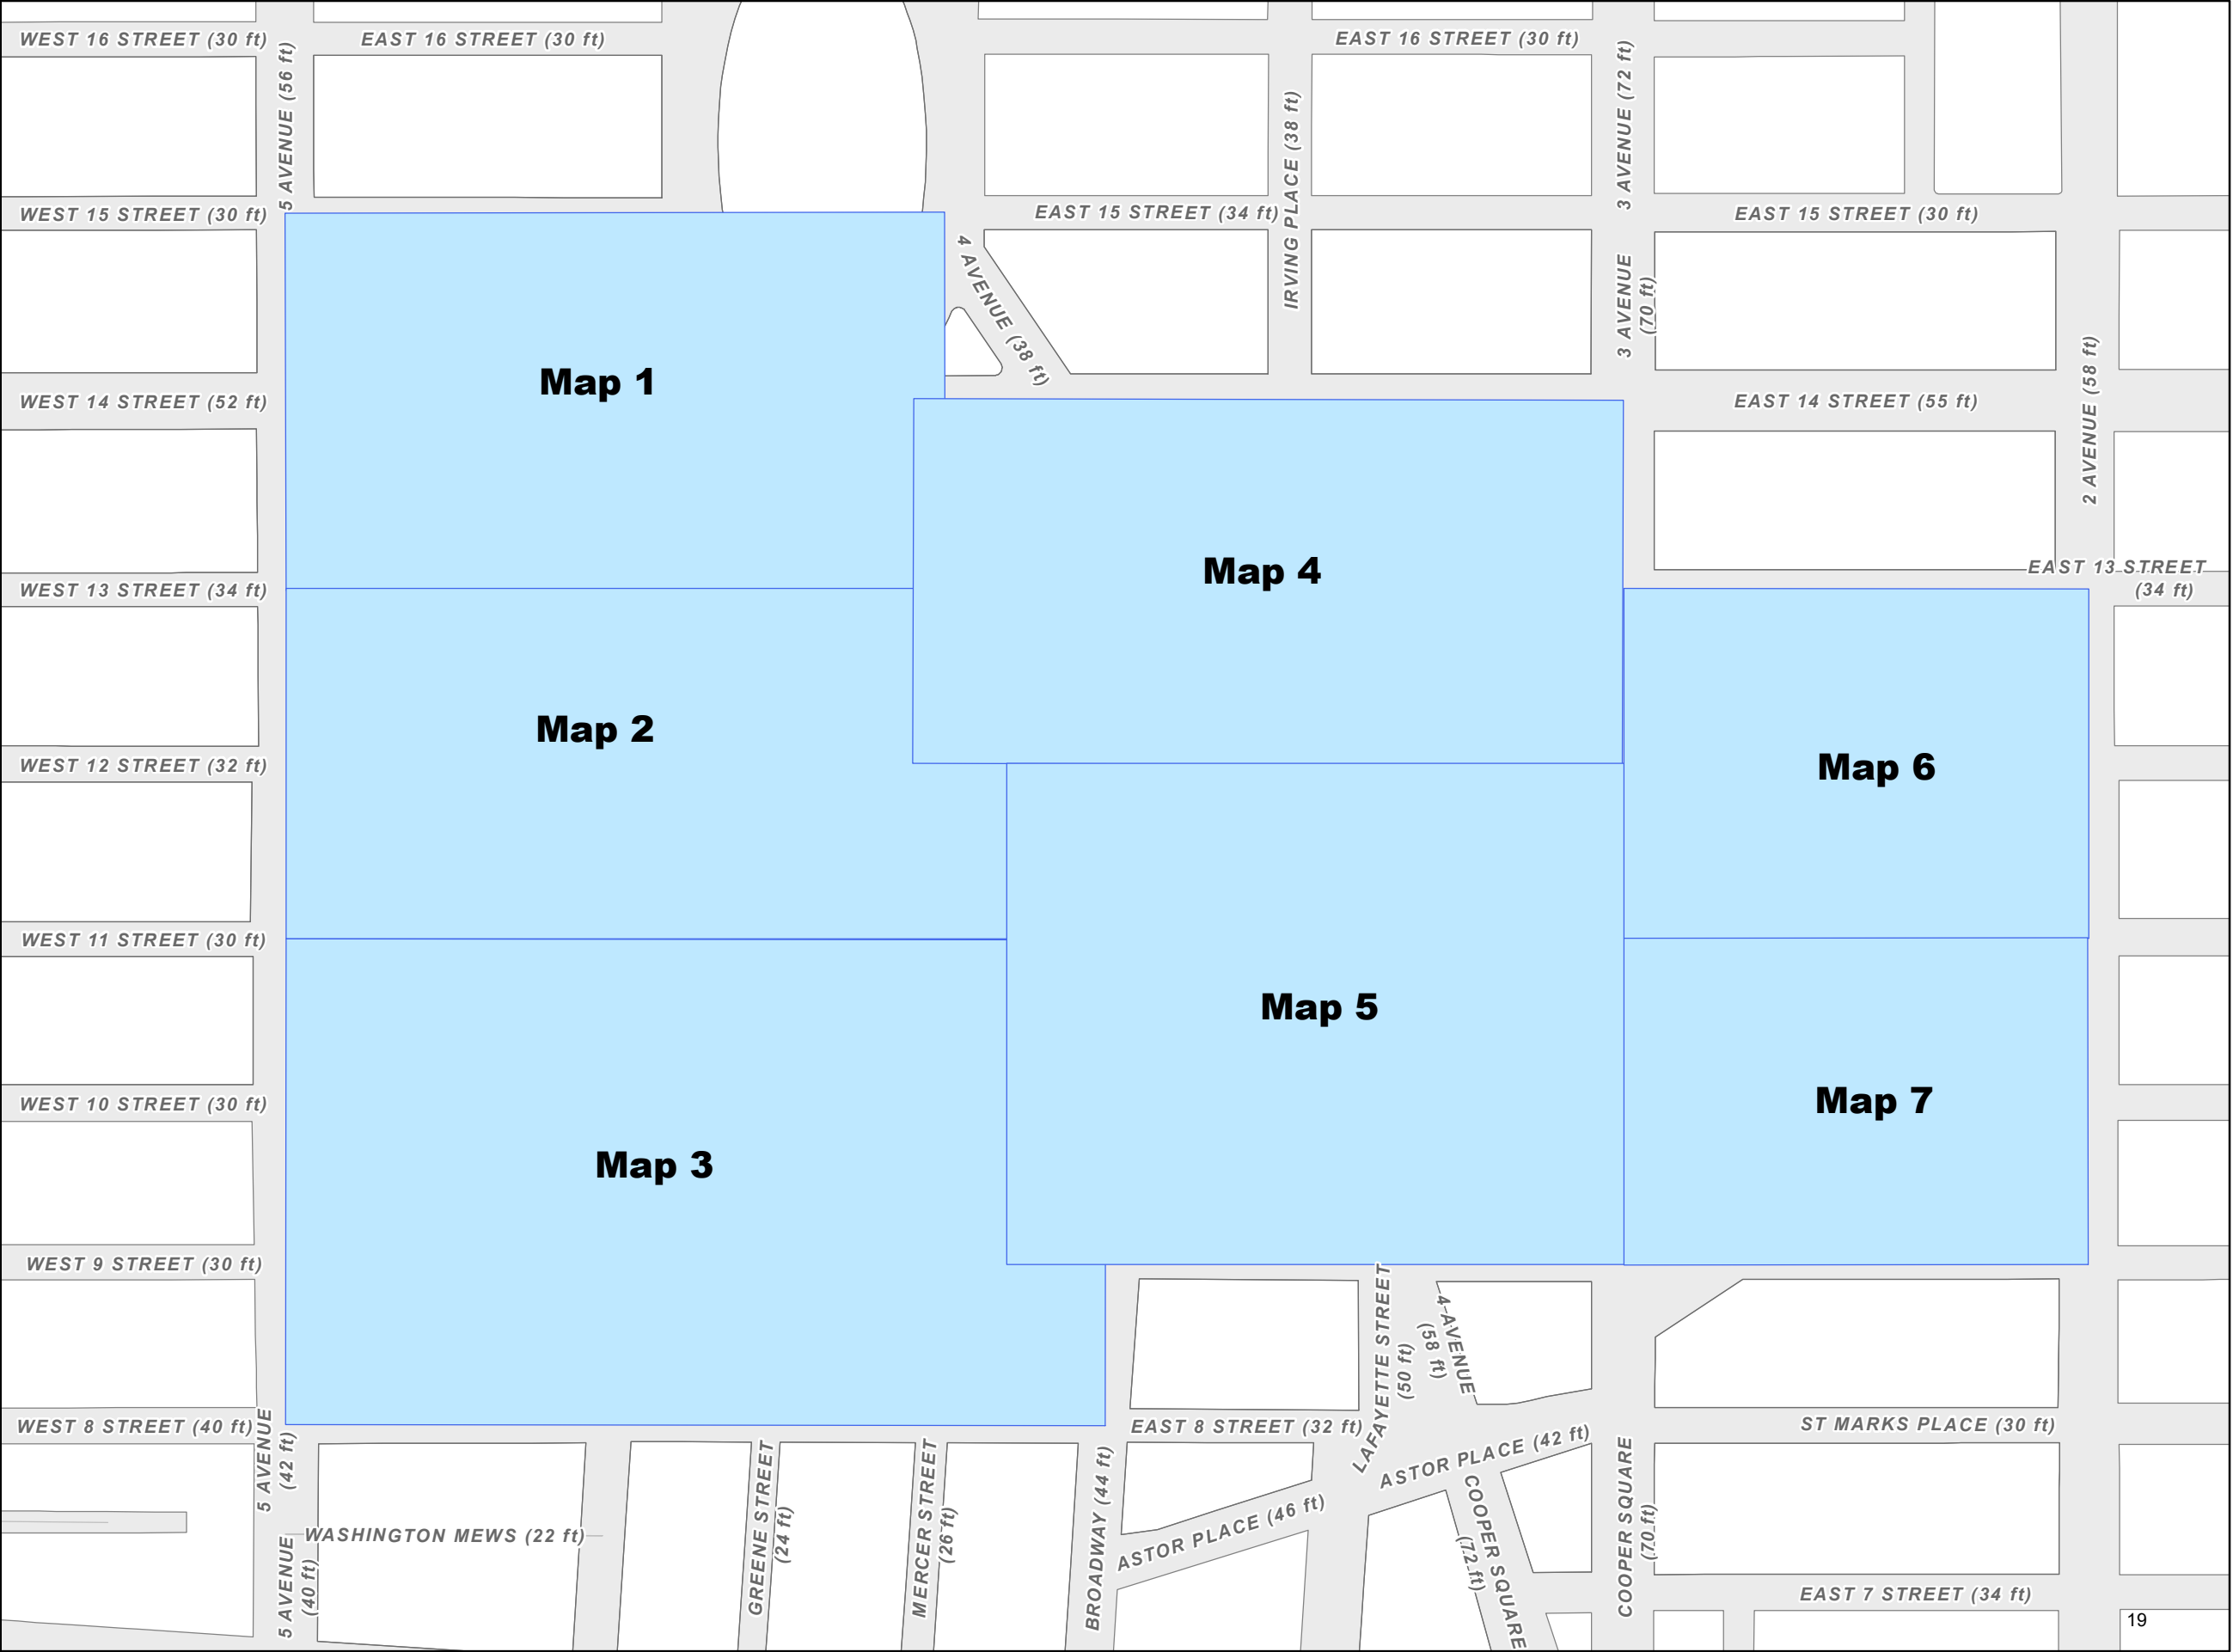 WEST 16 STREET (30 ft)
EAST 16 STREET (30 ft)
EAST 16 STREET (30 ft)
5 AVENUE (56 ft)
IRVING PLACE (38 ft)
3 AVENUE (72 ft)
WEST 15 STREET (30 ft)
EAST 15 STREET (34 ft)
EAST 15 STREET (30 ft)
4 AVENUE (38 ft)
3 AVENUE
(70 ft)
2 AVENUE (58 ft)
Map 1
WEST 14 STREET (52 ft)
EAST 14 STREET (55 ft)
Map 4
EAST 13 STREET
(34 ft)
WEST 13 STREET (34 ft)
Map 2
WEST 12 STREET (32 ft)
Map 6
WEST 11 STREET (30 ft)
Map 5
WEST 10 STREET (30 ft)
Map 7
Map 3
WEST 9 STREET (30 ft)
LAFAYETTE STREET
(50 ft)
4 AVENUE
(58 ft)
WEST 8 STREET (40 ft)
5 AVENUE
(42 ft)
EAST 8 STREET (32 ft)
ST MARKS PLACE (30 ft)
ASTOR PLACE (42 ft)
WASHINGTON MEWS (22 ft)
5 AVENUE
(40 ft)
GREENE STREET
(24 ft)
MERCER STREET
(26 ft)
BROADWAY (44 ft)
ASTOR PLACE (46 ft)
COOPER SQUARE
(72 ft)
COOPER SQUARE
(70 ft)
EAST 7 STREET (34 ft)
19